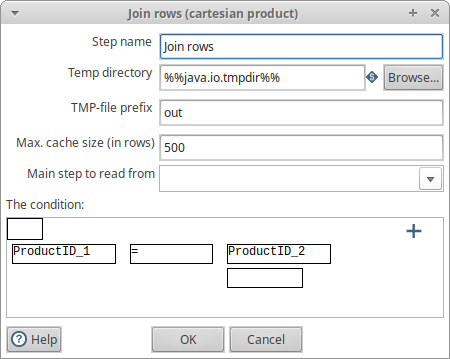 Join rows (cartesian product)
Step name Join rows
Temp directory %%java.io.tmpdir%% Browse...
TMP-file prefix out
Max. cache size (in rows) 500
Main step to read from
The condition:
ProductID_1 = ProductID_2
Help OK Cancel